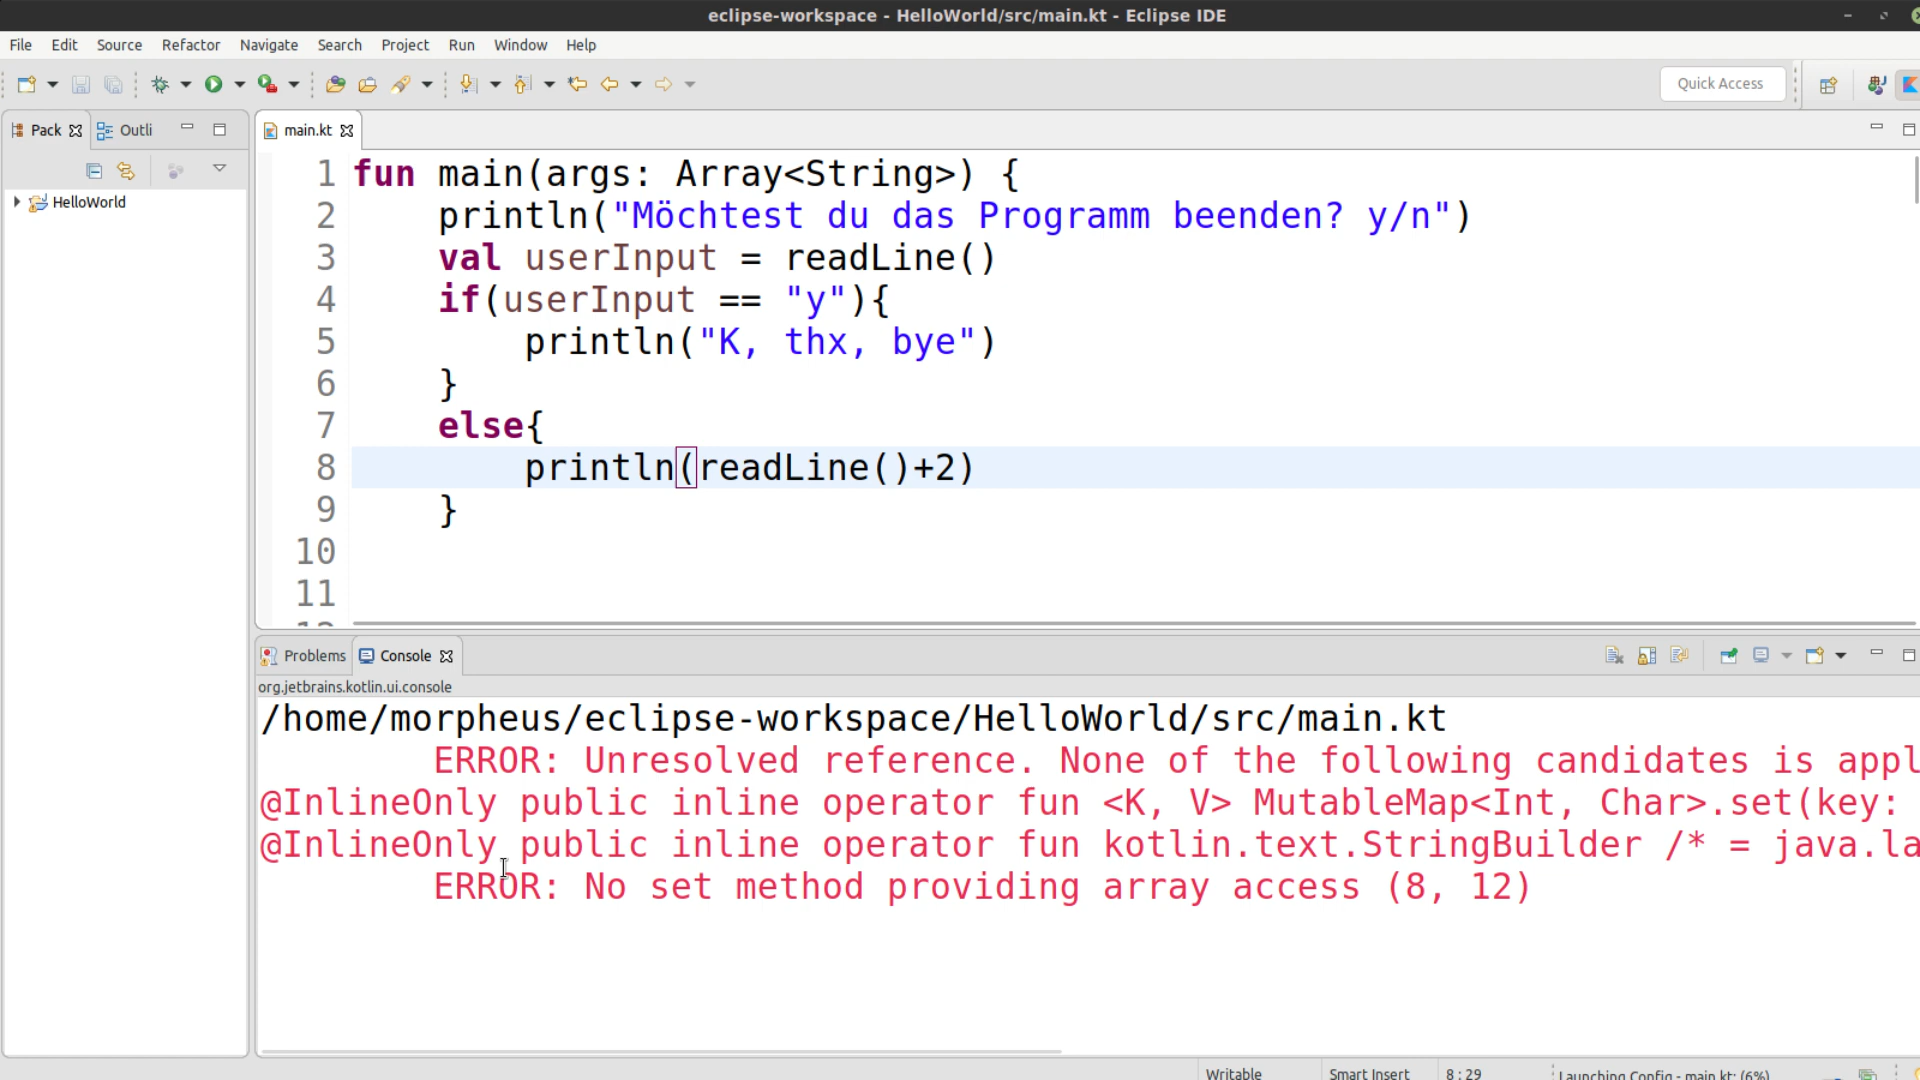 eclipse-workspace - HelloWorld/src/main.kt - Eclipse IDE
File Edit Source Refactor Navigate Search Project Run Window Help
Quick Access
Pack Outli
main.kt
HelloWorld
1 fun main(args: Array<String>) {
2 println("Möchtest du das Programm beenden? y/n")
3 val userInput = readLine()
4 if(userInput == "y"){
5 println("K, thx, bye")
6 }
7 else{
8 println(readLine()+2)
9 }
10
11
12
Problems Console
org.jetbrains.kotlin.ui.console
/home/morpheus/eclipse-workspace/HelloWorld/src/main.kt
ERROR: Unresolved reference. None of the following candidates is appl
@InlineOnly public inline operator fun <K, V> MutableMap<Int, Char>.set(key:
@InlineOnly public inline operator fun kotlin.text.StringBuilder /* = java.la
ERROR: No set method providing array access (8, 12)
Writable Smart Insert 8 : 29 Launching Config - main kt: (6%)